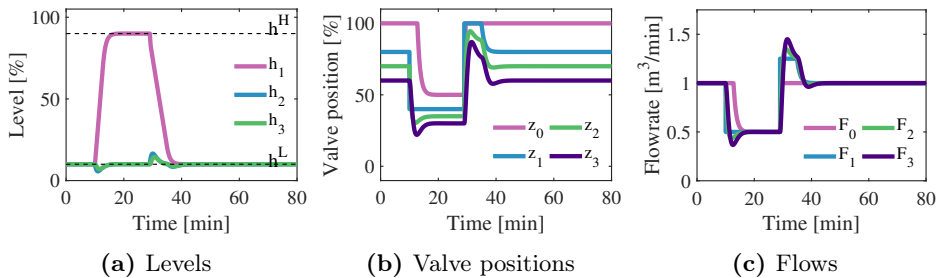 Level [%]
100
50
0
h^H
h_1
h_2
h_3
h^L
0 20 40 60 80
Time [min]
(a) Levels
Valve position [%]
100
50
0
z_0 z_2
z_1 z_3
0 20 40 60 80
Time [min]
(b) Valve positions
Flowrate [m³/min]
1.5
1
0.5
0
F_0 F_2
F_1 F_3
0 20 40 60 80
Time [min]
(c) Flows